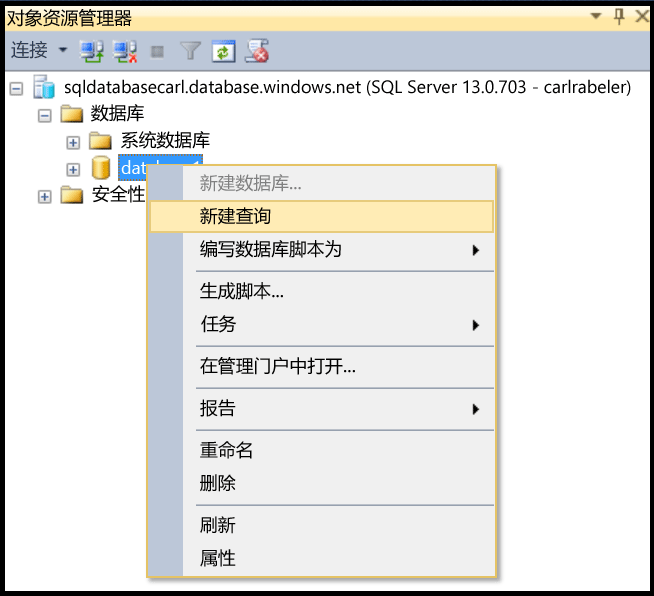 对象资源管理器
连接
sqldatabasecarl.database.windows.net (SQL Server 13.0.703 - carlrabeler)
数据库
系统数据库
安全性
新建数据库...
新建查询
编写数据库脚本为
生成脚本...
任务
在管理门户中打开...
报告
重命名
删除
刷新
属性